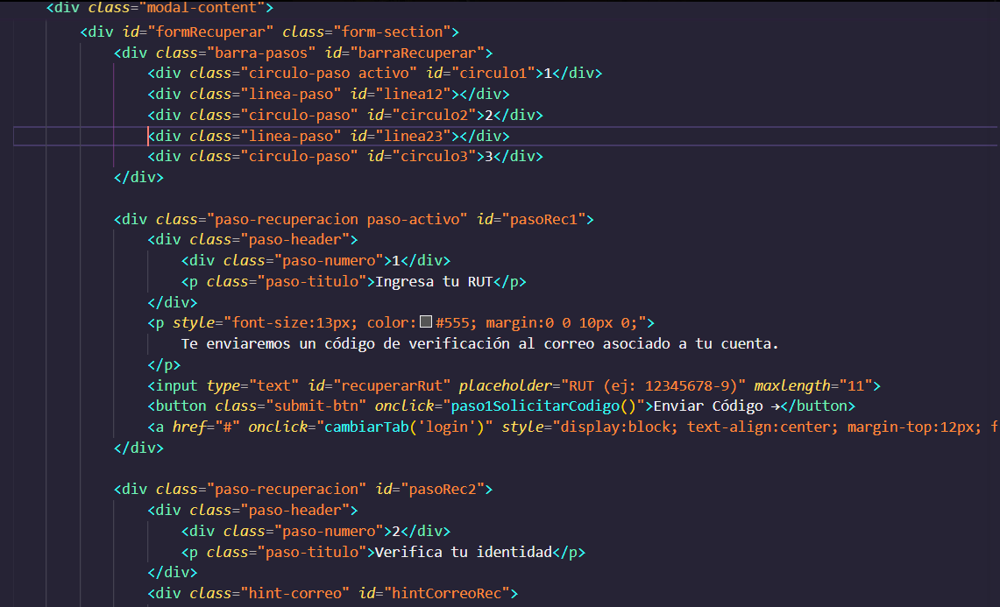 <div class="modal-content">
<div id="formRecuperar" class="form-section">
<div class="barra-pasos" id="barraRecuperar">
<div class="circulo-paso activo" id="circulo1">1</div>
<div class="linea-paso" id="linea12"></div>
<div class="circulo-paso" id="circulo2">2</div>
<div class="linea-paso" id="linea23"></div>
<div class="circulo-paso" id="circulo3">3</div>
</div>
<div class="paso-recuperacion paso-activo" id="pasoRec1">
<div class="paso-header">
<div class="paso-numero">1</div>
<p class="paso-titulo">Ingresa tu RUT</p>
</div>
<p style="font-size:13px; color:#555; margin:0 0 10px 0;">
Te enviaremos un código de verificación al correo asociado a tu cuenta.
</p>
<input type="text" id="recuperarRut" placeholder="RUT (ej: 12345678-9)" maxlength="11">
<button class="submit-btn" onclick="paso1SolicitarCodigo()">Enviar Código →</button>
<a href="#" onclick="cambiarTab('login')" style="display:block; text-align:center; margin-top:12px; f
</div>
<div class="paso-recuperacion" id="pasoRec2">
<div class="paso-header">
<div class="paso-numero">2</div>
<p class="paso-titulo">Verifica tu identidad</p>
</div>
<div class="hint-correo" id="hintCorreoRec">